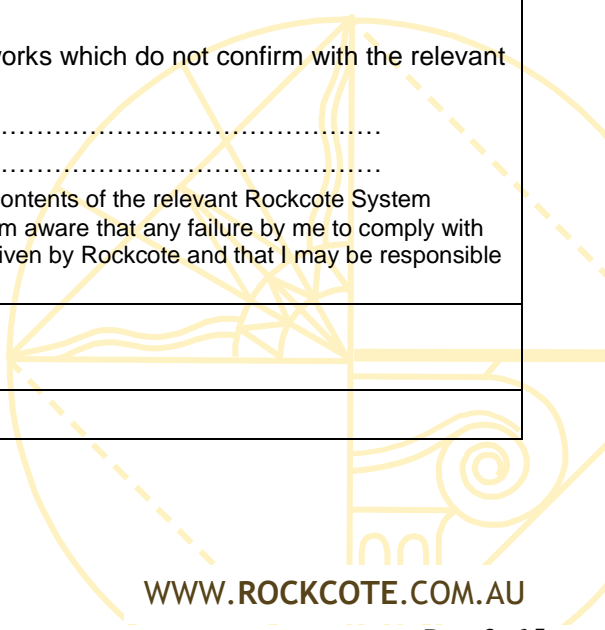 works which do not confirm with the relevant
……………………………………
……………………………………
contents of the relevant Rockcote System
m aware that any failure by me to comply with
iven by Rockcote and that I may be responsible
WWW.ROCKCOTE.COM.AU